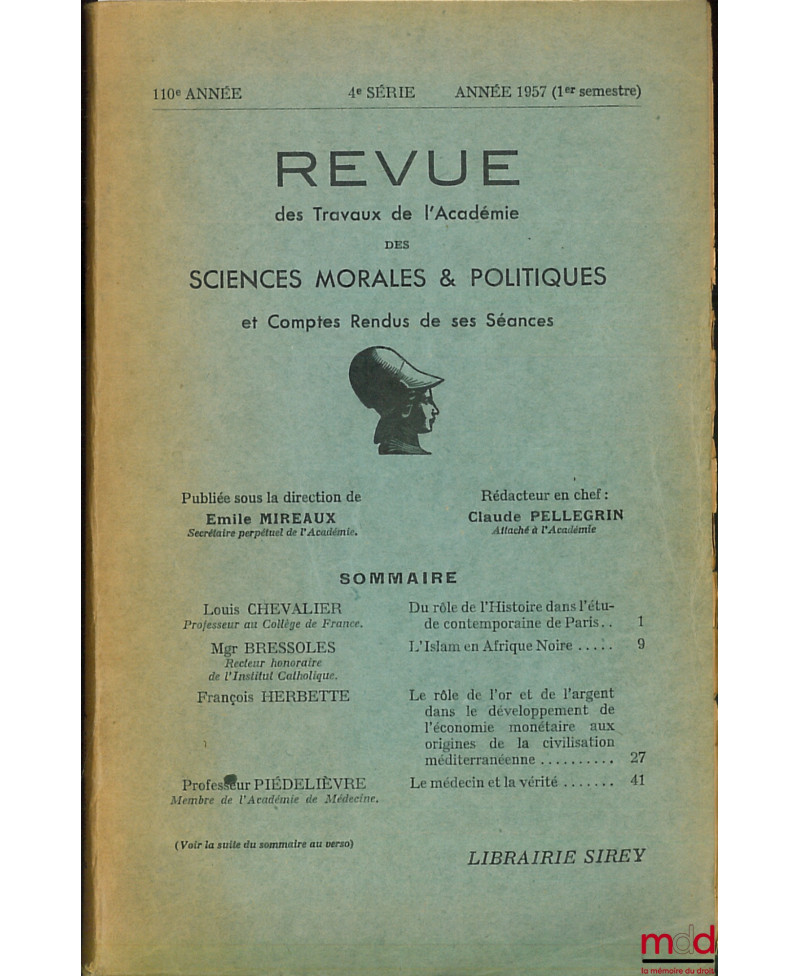 110e ANNÉE 4e SÉRIE ANNÉE 1957 (1er semestre)
REVUE
des Travaux de l'Académie
DES
SCIENCES MORALES & POLITIQUES
et Comptes Rendus de ses Séances
Publiée sous la direction de
Emile MIREAUX
Secrétaire perpétuel de l'Académie.
Rédacteur en chef :
Claude PELLEGRIN
Attaché à l'Académie
SOMMAIRE
Louis CHEVALIER
Professeur au Collège de France.
Du rôle de l'Histoire dans l'étu-
de contemporaine de Paris.. 1
Mgr BRESSOLES
Recteur honoraire
de l'Institut Catholique.
L'Islam en Afrique Noire ..... 9
François HERBETTE
Le rôle de l'or et de l'argent
dans le développement de
l'économie monétaire aux
origines de la civilisation
méditerranéenne .......... 27
Professeur PIÉDELIÈVRE
Membre de l'Académie de Médecine.
Le médecin et la vérité ....... 41
(Voir la suite du sommaire au verso)
LIBRAIRIE SIREY
mdd
la mémoire du droit